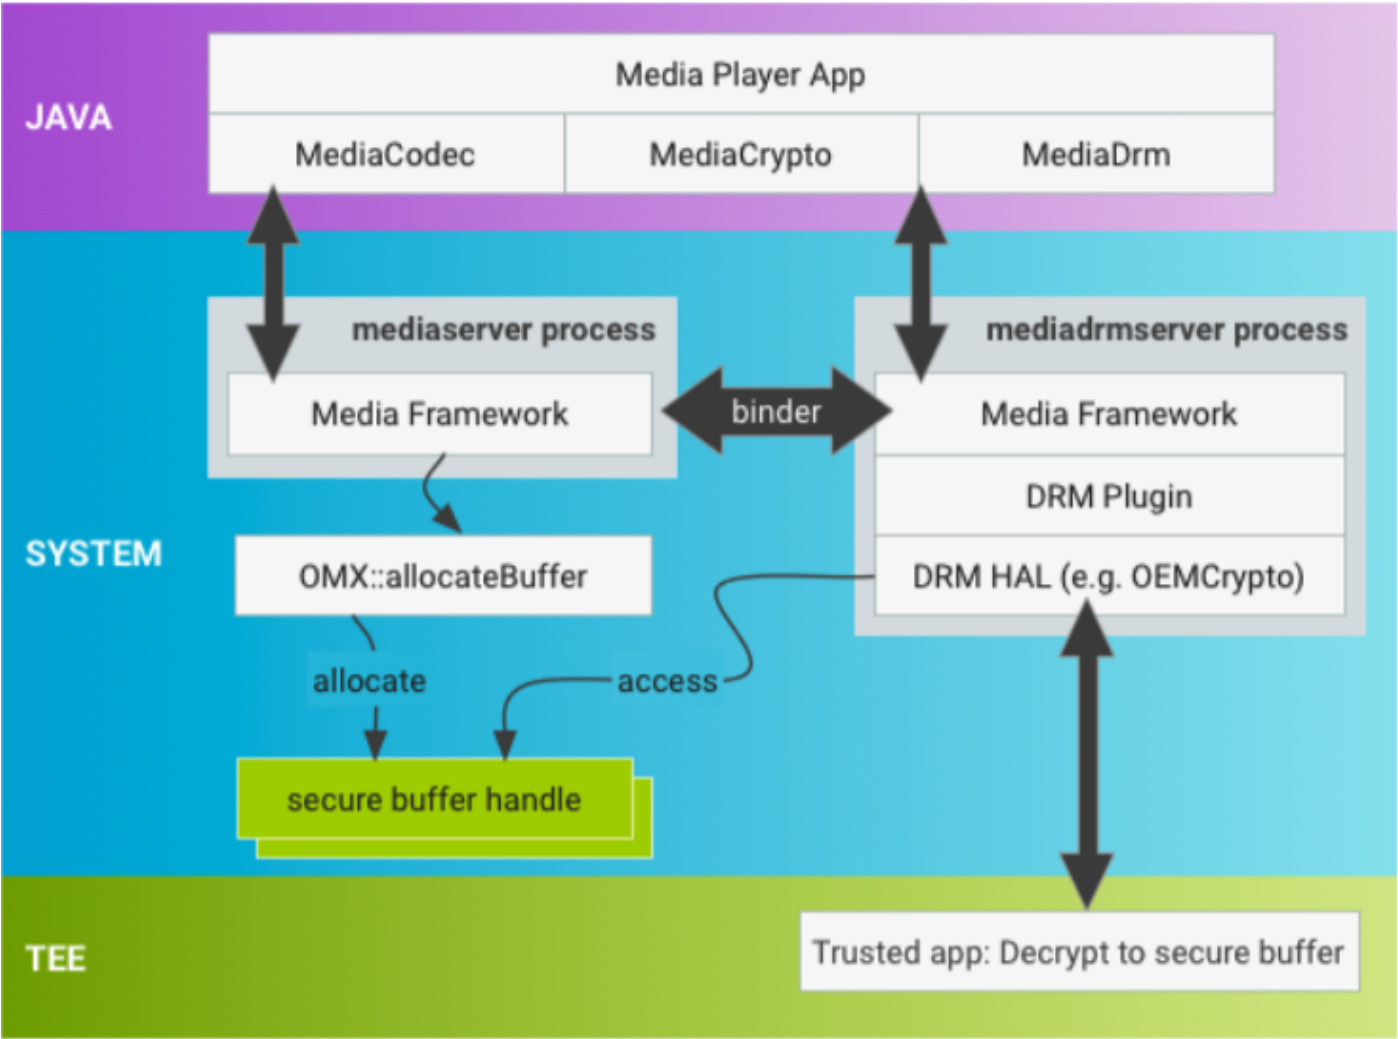 JAVA
Media Player App
MediaCodec
MediaCrypto
MediaDrm
SYSTEM
mediaserver process
Media Framework
binder
mediadrmserver process
Media Framework
DRM Plugin
DRM HAL (e.g. OEMCrypto)
OMX::allocateBuffer
allocate
access
secure buffer handle
TEE
Trusted app: Decrypt to secure buffer